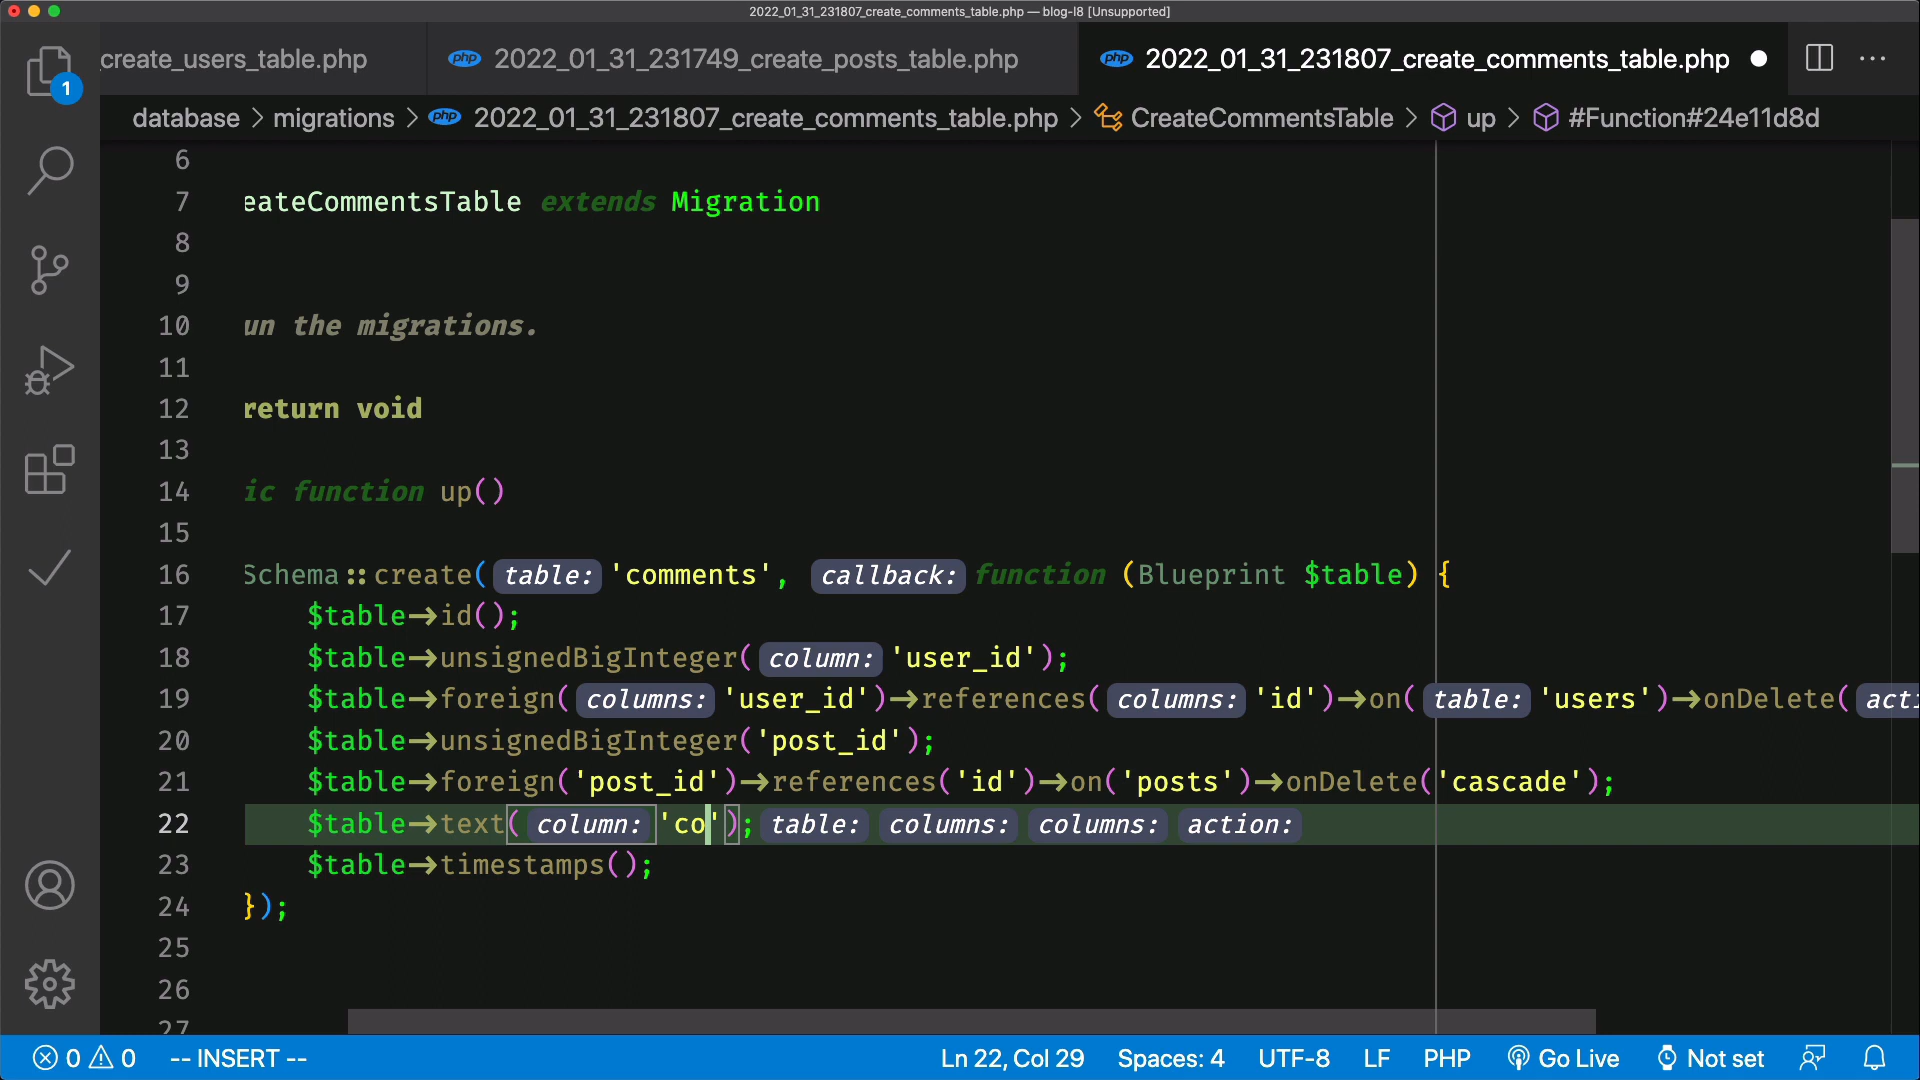 2022_01_31_231807_create_comments_table.php — blog-l8 [Unsupported]
create_users_table.php
php 2022_01_31_231749_create_posts_table.php
php 2022_01_31_231807_create_comments_table.php
1
database > migrations > php 2022_01_31_231807_create_comments_table.php > CreateCommentsTable > up > #Function#24e11d8d
6
7 eateCommentsTable extends Migration
8
9
10 un the migrations.
11
12 return void
13
14 ic function up()
15
16 Schema::create( table: 'comments', callback: function (Blueprint $table) {
17 $table->id();
18 $table->unsignedBigInteger( column: 'user_id');
19 $table->foreign( columns: 'user_id')->references( columns: 'id')->on( table: 'users')->onDelete( acti
20 $table->unsignedBigInteger('post_id');
21 $table->foreign('post_id')->references('id')->on('posts')->onDelete('cascade');
22 $table->text( column: 'co'); table: columns: columns: action:
23 $table->timestamps();
24 });
25
26
27
0 0 -- INSERT -- Ln 22, Col 29 Spaces: 4 UTF-8 LF PHP Go Live Not set